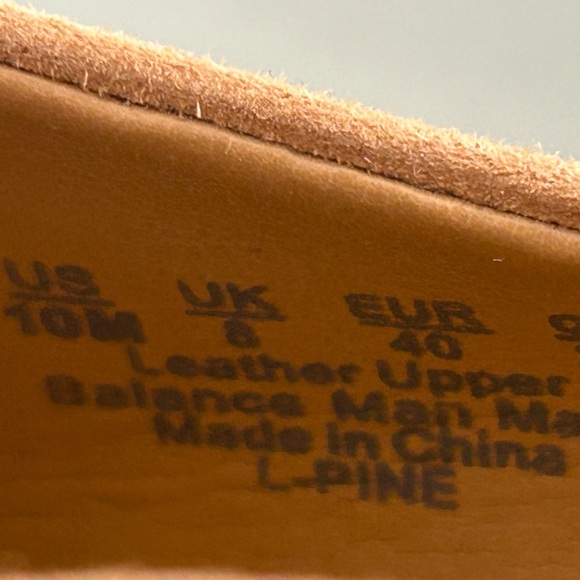 US UK EUR
10M 8 40
Leather Upper
Balance Man Ma
Made in China
L-PINE